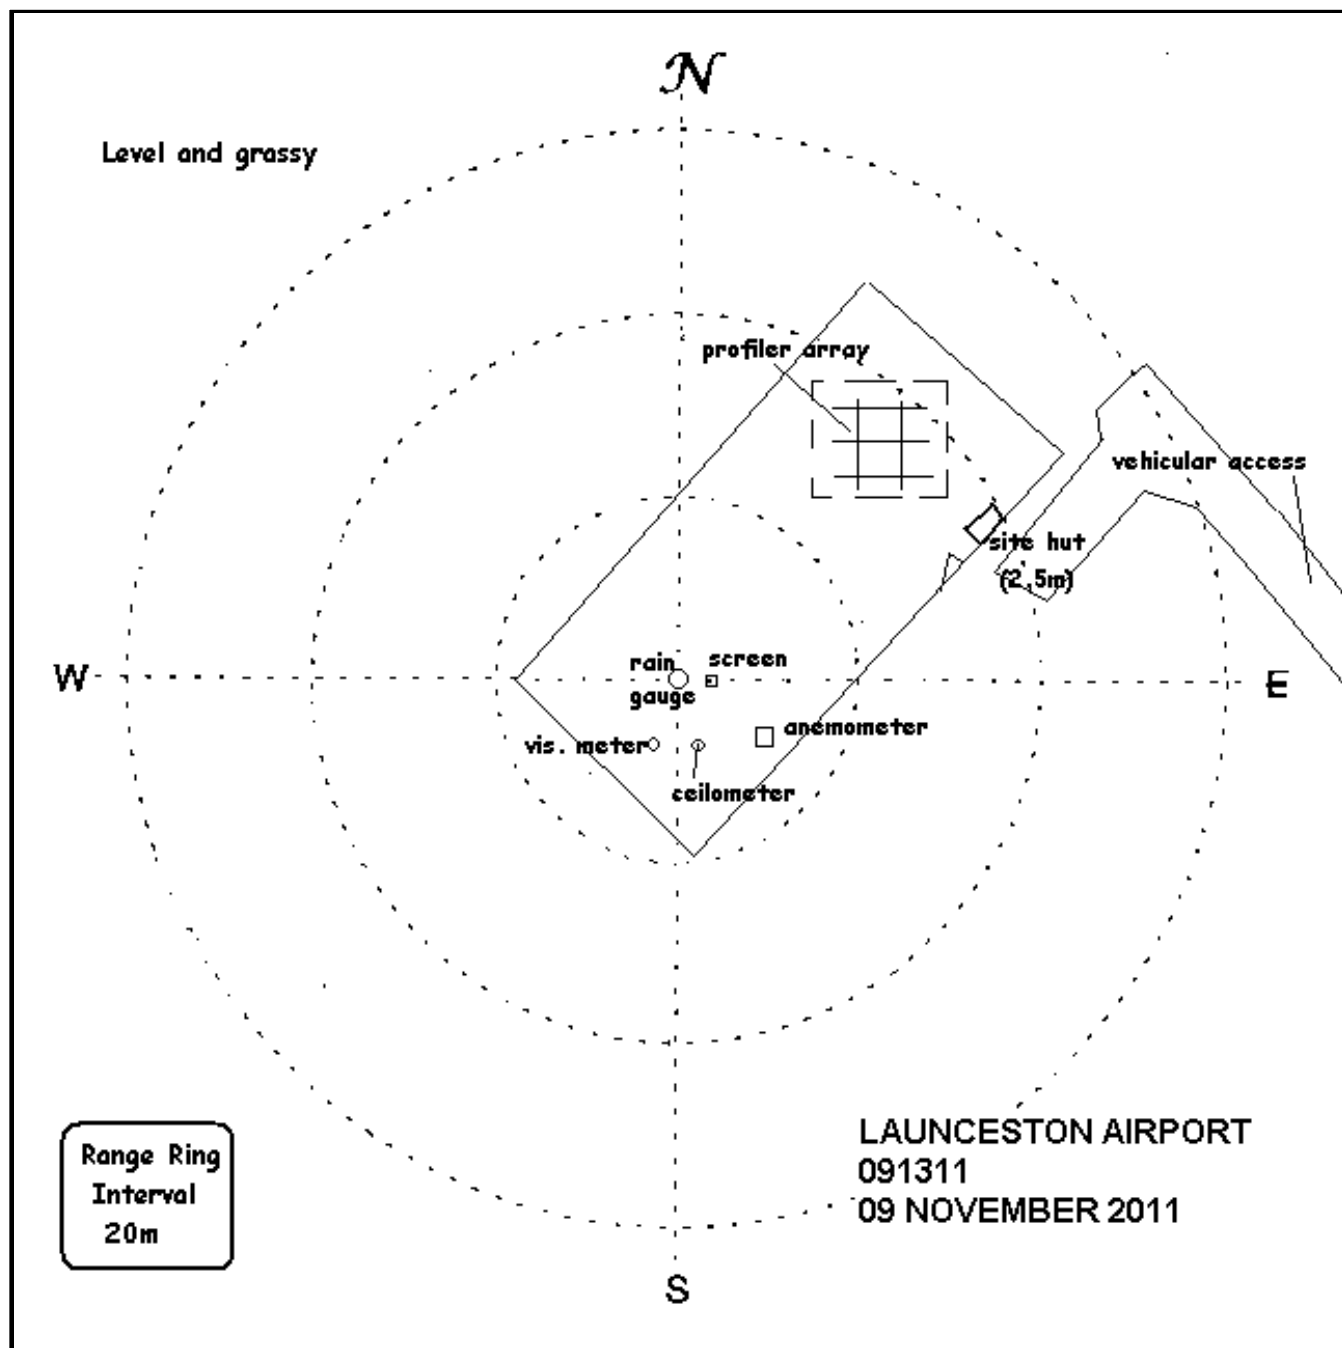 N
Level and grassy
profiler array
vehicular access
site hut
(2.5m)
W
rain
gauge
screen
E
vis. meter
anemometer
ceilometer
Range Ring
Interval
20m
LAUNCESTON AIRPORT
091311
09 NOVEMBER 2011
S